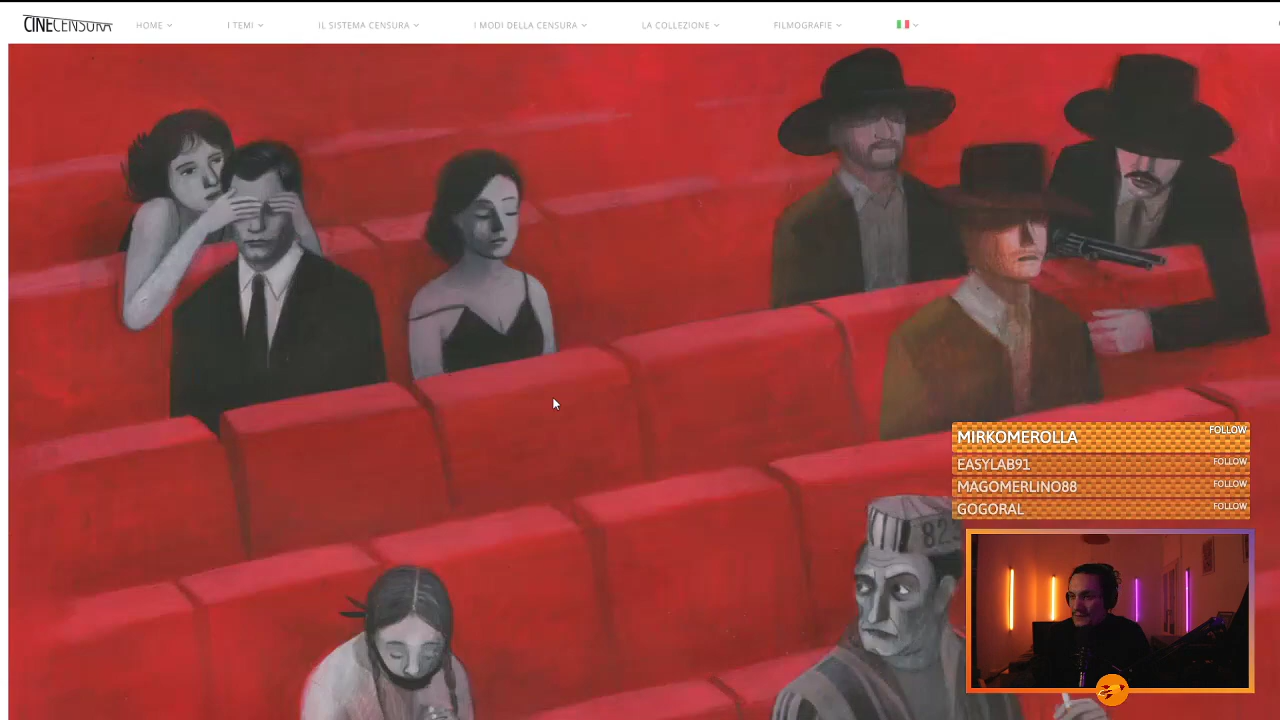 CINECENSURA
HOME
I TEMI
IL SISTEMA CENSURA
I MODI DELLA CENSURA
LA COLLEZIONE
FILMOGRAFIE
MIRKOMEROLLA FOLLOW
EASYLAB91 FOLLOW
MAGOMERLINO88 FOLLOW
GOGORAL FOLLOW